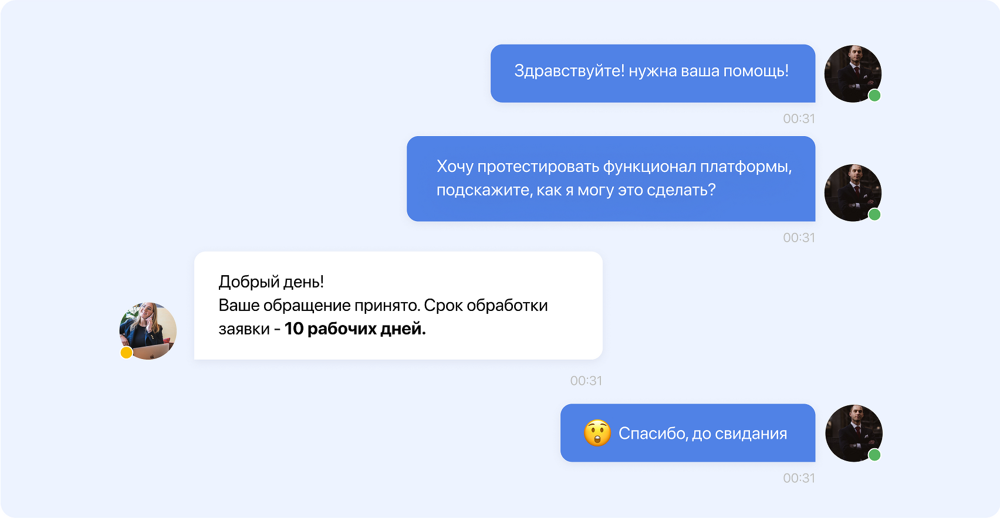 Здравствуйте! нужна ваша помощь!
00:31
Хочу протестировать функционал платформы,
подскажите, как я могу это сделать?
00:31
Добрый день!
Ваше обращение принято. Срок обработки
заявки - 10 рабочих дней.
00:31
😲 Спасибо, до свидания
00:31